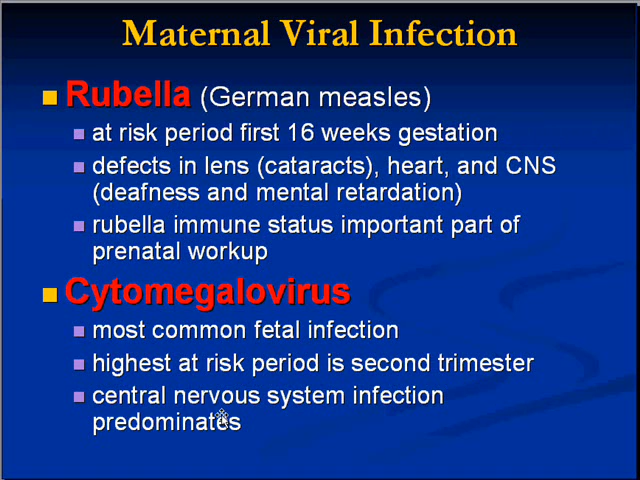 Maternal Viral Infection
Rubella (German measles)
at risk period first 16 weeks gestation
defects in lens (cataracts), heart, and CNS
(deafness and mental retardation)
rubella immune status important part of
prenatal workup
Cytomegalovirus
most common fetal infection
highest at risk period is second trimester
central nervous system infection
predominates